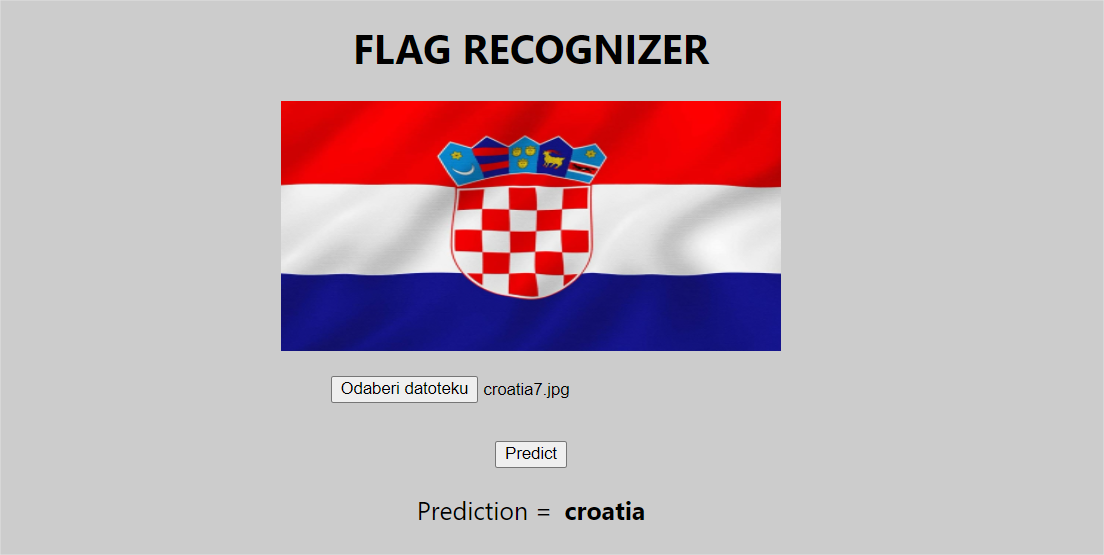 FLAG RECOGNIZER
Odaberi datoteku croatia7.jpg
Predict
Prediction = croatia